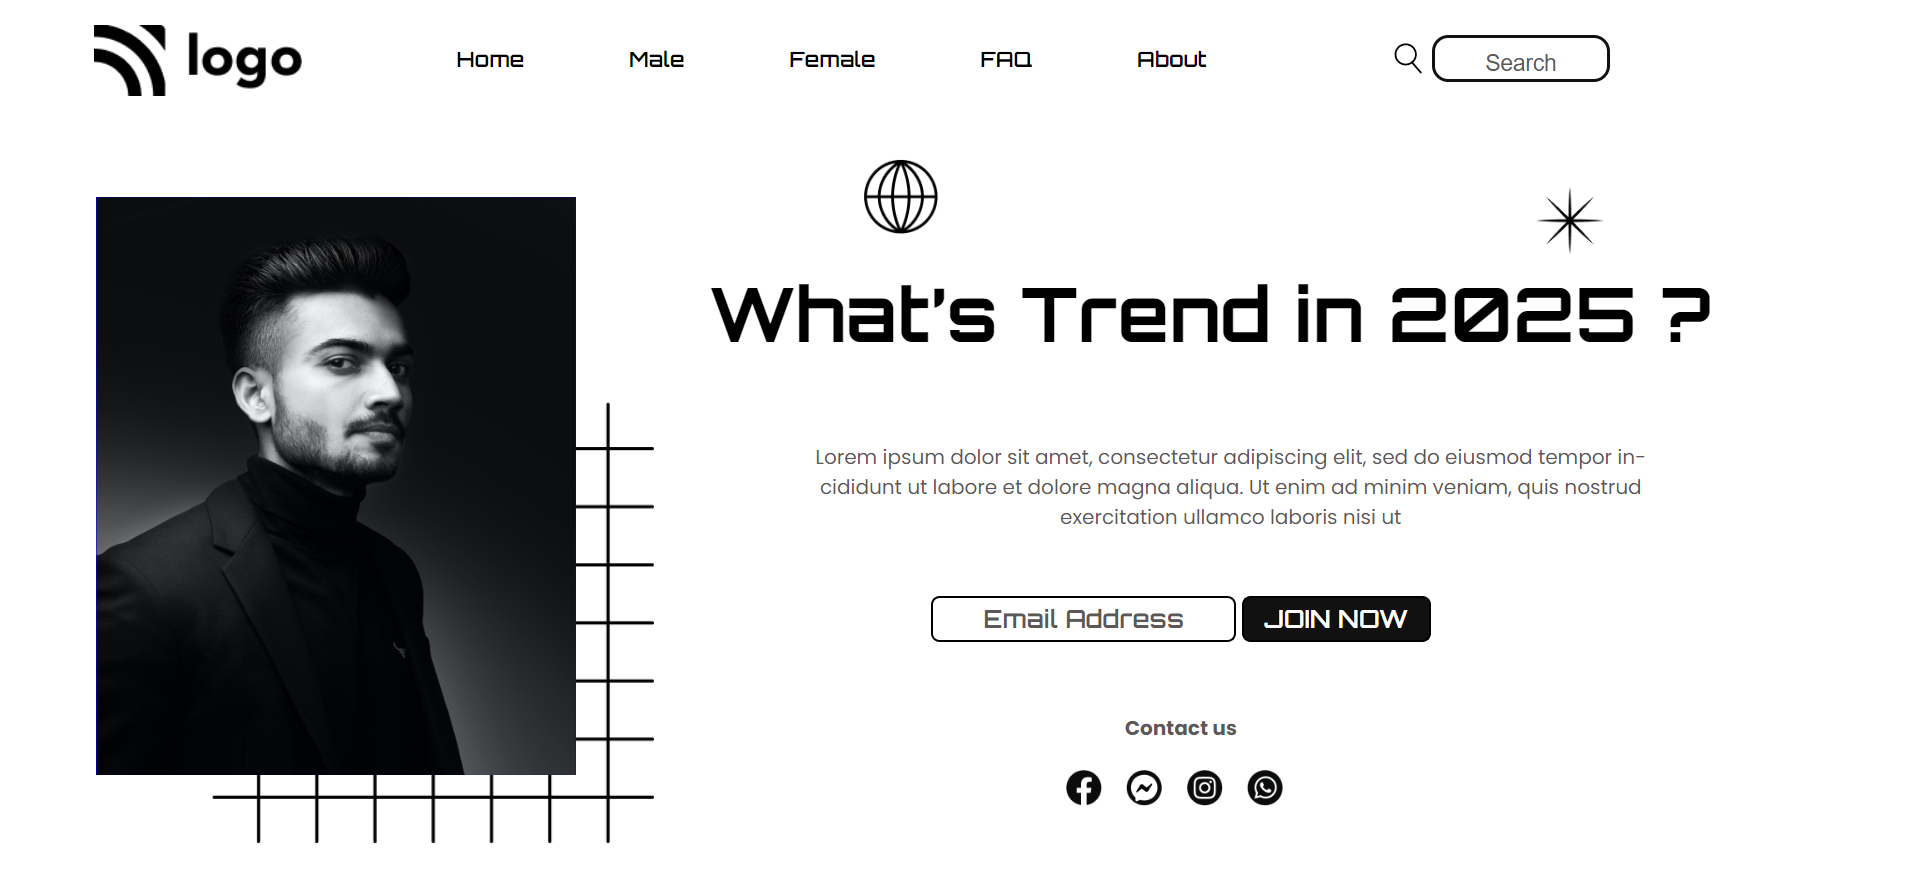 logo
Home Male Female FAQ About Search
What's Trend in 2025 ?
Lorem ipsum dolor sit amet, consectetur adipiscing elit, sed do eiusmod tempor in-
cididunt ut labore et dolore magna aliqua. Ut enim ad minim veniam, quis nostrud
exercitation ullamco laboris nisi ut
Email Address JOIN NOW
Contact us